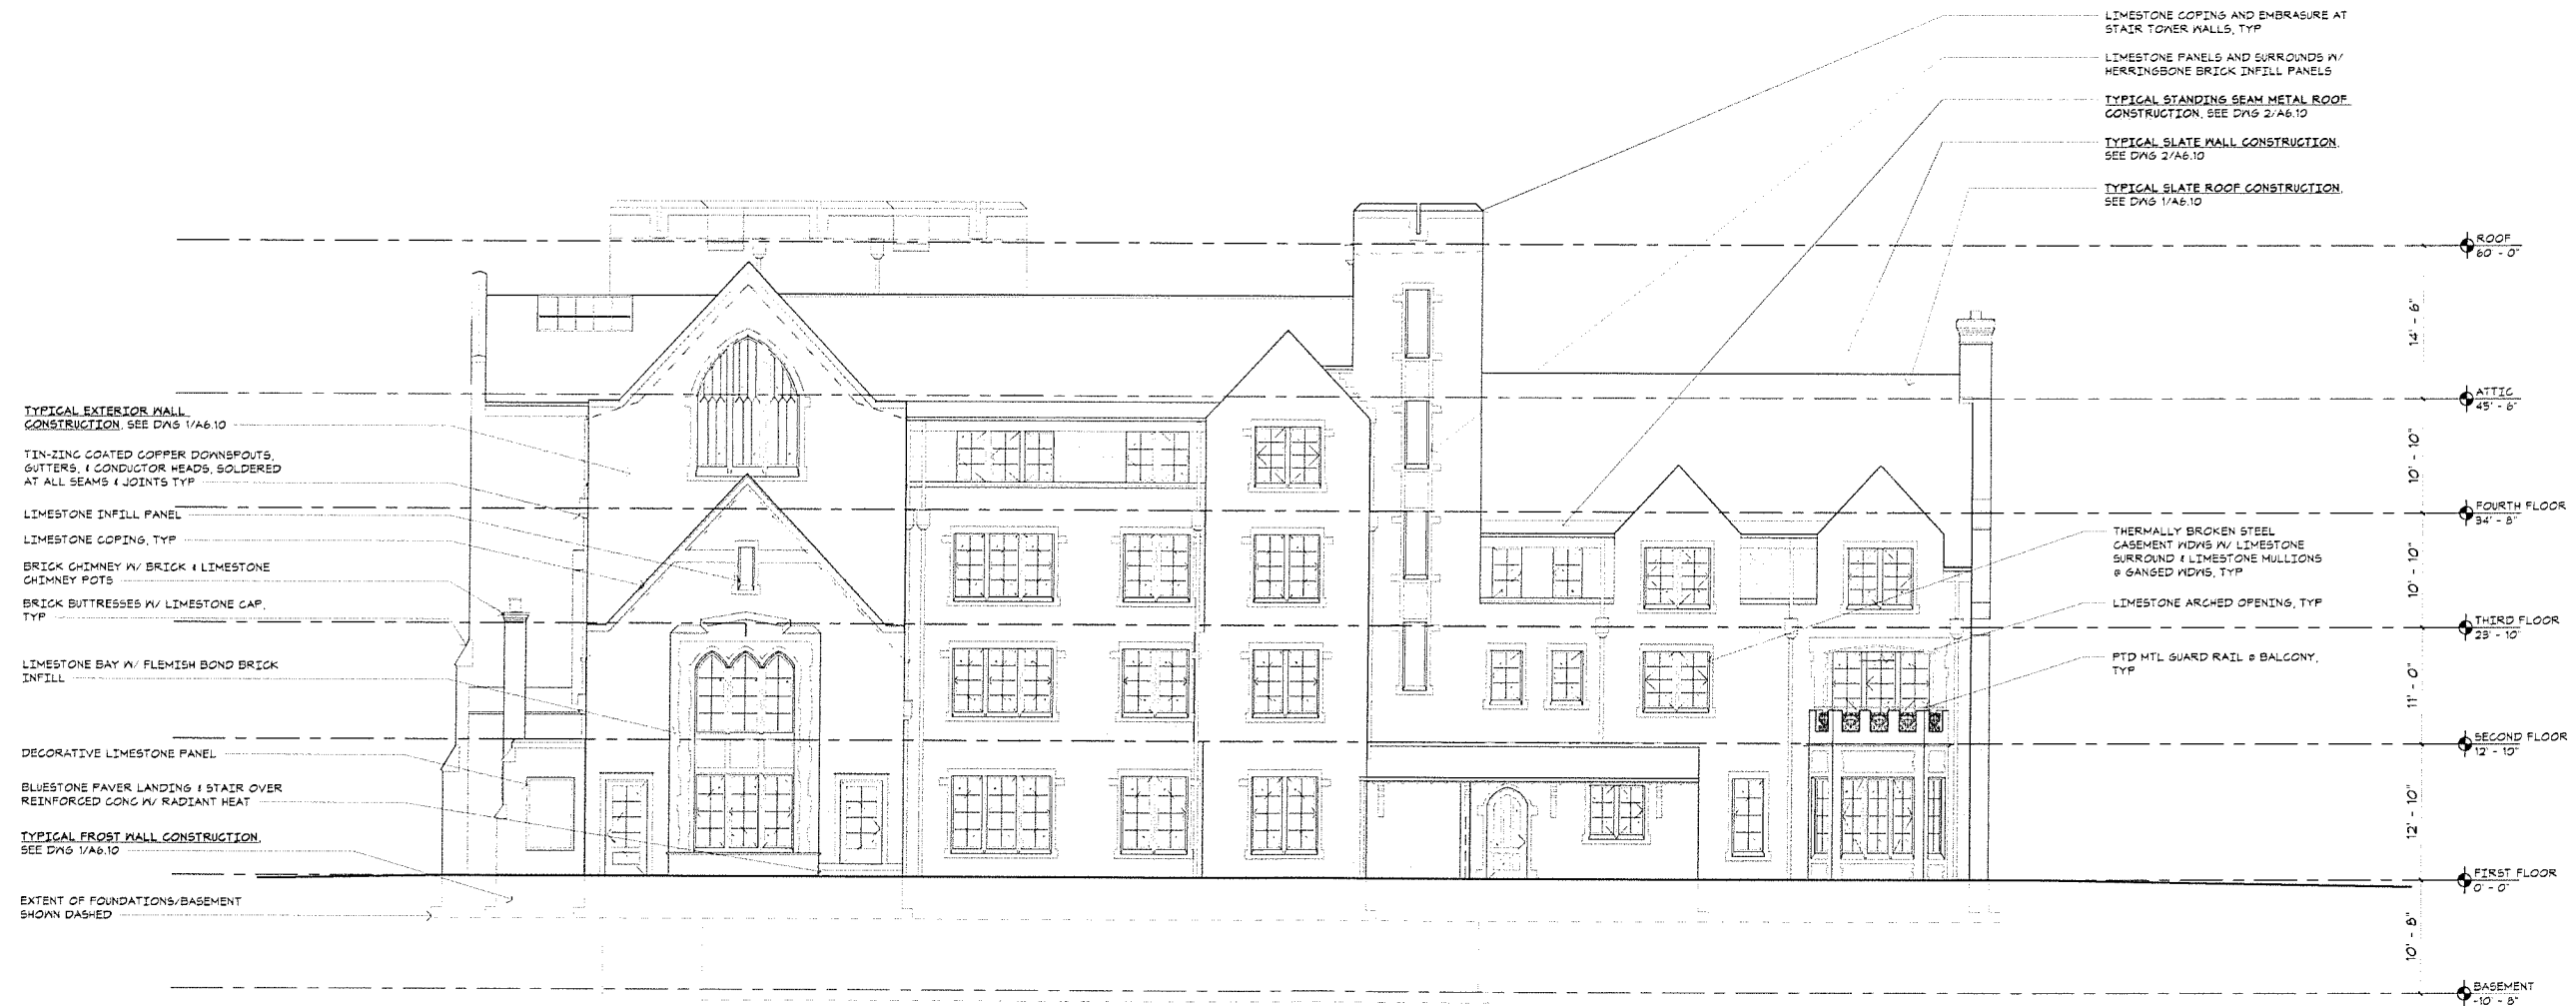 LIMESTONE COPING AND EMBRASURE AT
STAIR TOWER WALLS, TYP
LIMESTONE PANELS AND SURROUNDS W/
HERRINGBONE BRICK INFILL PANELS
TYPICAL STANDING SEAM METAL ROOF
CONSTRUCTION, SEE DWG 2/A6.10
TYPICAL SLATE WALL CONSTRUCTION,
SEE DWG 2/A6.10
TYPICAL SLATE ROOF CONSTRUCTION,
SEE DWG 1/A6.10
ROOF
60' - 0"
14' - 6"
ATTIC
45' - 6"
10' - 10"
FOURTH FLOOR
34' - 8"
10' - 10"
THIRD FLOOR
23' - 10"
11' - 0"
SECOND FLOOR
12' - 10"
12' - 10"
FIRST FLOOR
0' - 0"
10' - 8"
BASEMENT
-10' - 8"
TYPICAL EXTERIOR WALL
CONSTRUCTION, SEE DWG 1/A6.10
TIN-ZINC COATED COPPER DOWNSPOUTS,
GUTTERS, & CONDUCTOR HEADS, SOLDERED
AT ALL SEAMS & JOINTS TYP
LIMESTONE INFILL PANEL
LIMESTONE COPING, TYP
BRICK CHIMNEY W/ BRICK & LIMESTONE
CHIMNEY POTS
BRICK BUTTRESSES W/ LIMESTONE CAP,
TYP
LIMESTONE BAY W/ FLEMISH BOND BRICK
INFILL
DECORATIVE LIMESTONE PANEL
BLUESTONE PAVER LANDING & STAIR OVER
REINFORCED CONC W/ RADIANT HEAT
TYPICAL FROST WALL CONSTRUCTION,
SEE DWG 1/A6.10
EXTENT OF FOUNDATIONS/BASEMENT
SHOWN DASHED
THERMALLY BROKEN STEEL
CASEMENT WDWS W/ LIMESTONE
SURROUND & LIMESTONE MULLIONS
@ GANGED WDWS, TYP
LIMESTONE ARCHED OPENING, TYP
PTD MTL GUARD RAIL @ BALCONY,
TYP